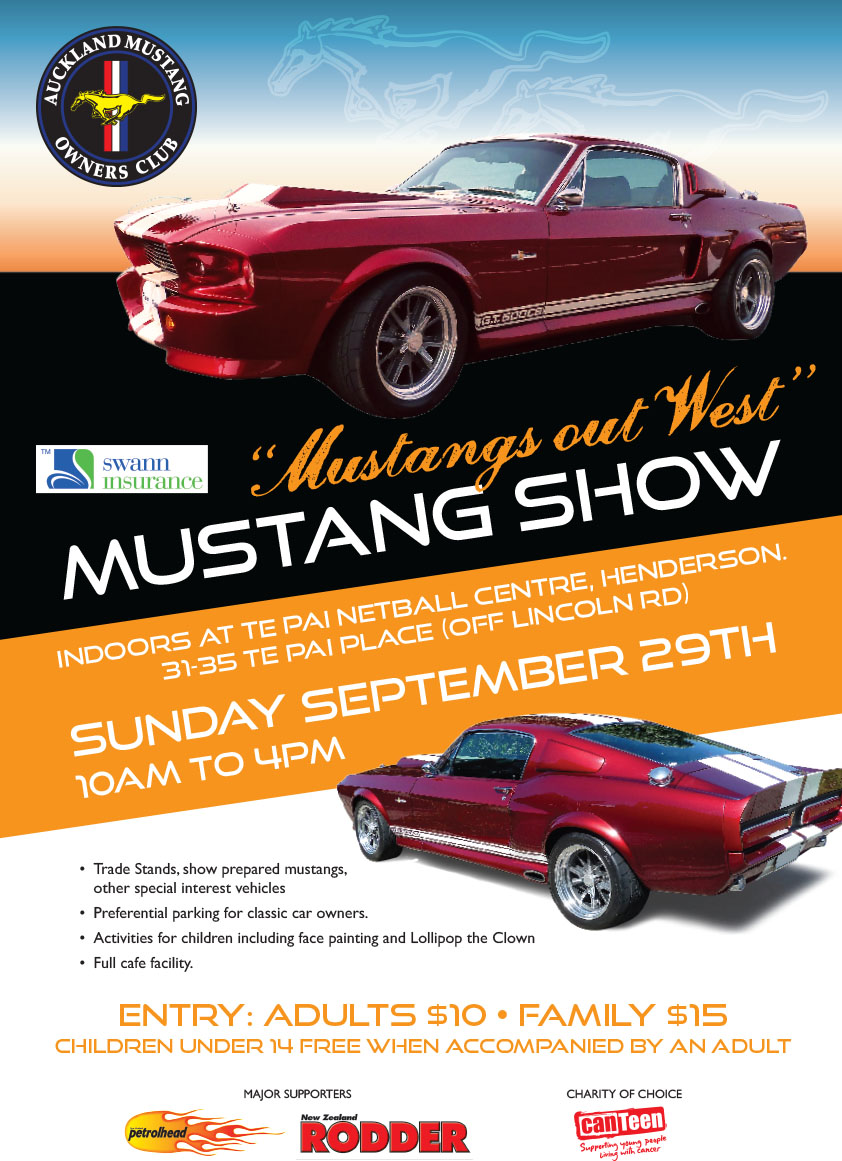 AUCKLAND MUSTANG
OWNERS CLUB
G.T. 500CS
TM
swann
insurance
“Mustangs out West”
MUSTANG SHOW
INDOORS AT TE PAI NETBALL CENTRE, HENDERSON.
31-35 TE PAI PLACE (OFF LINCOLN RD)
SUNDAY SEPTEMBER 29TH
10AM TO 4PM
• Trade Stands, show prepared mustangs,
other special interest vehicles
• Preferential parking for classic car owners.
• Activities for children including face painting and Lollipop the Clown
• Full cafe facility.
ENTRY: ADULTS $10 • FAMILY $15
CHILDREN UNDER 14 FREE WHEN ACCOMPANIED BY AN ADULT
MAJOR SUPPORTERS
CHARITY OF CHOICE
petrolhead
New Zealand
RODDER
canTeen
Supporting young people
living with cancer